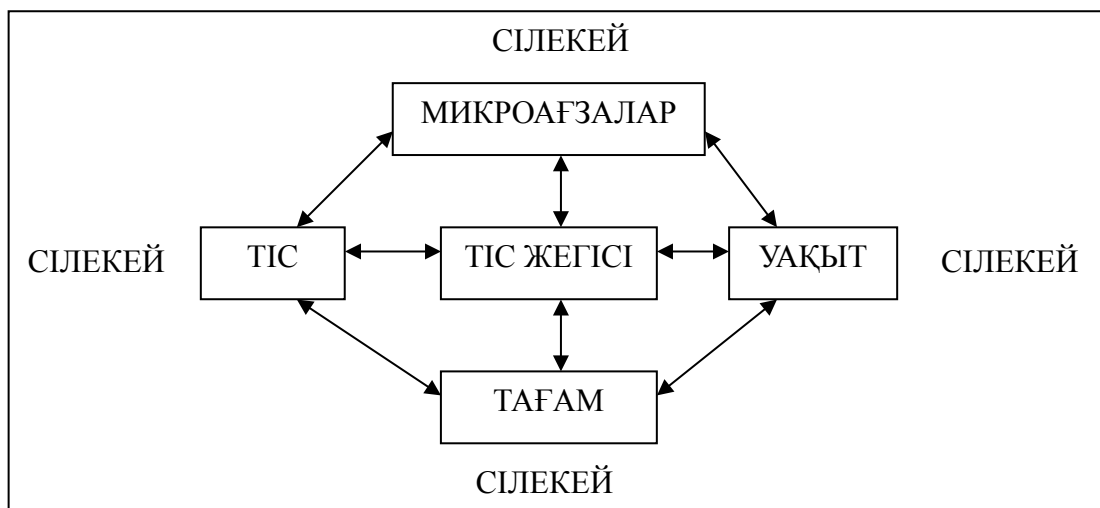 СІЛЕКЕЙ
МИКРОАҒЗАЛАР
СІЛЕКЕЙ
ТІС
ТІС ЖЕГІСІ
УАҚЫТ
СІЛЕКЕЙ
ТАҒАМ
СІЛЕКЕЙ